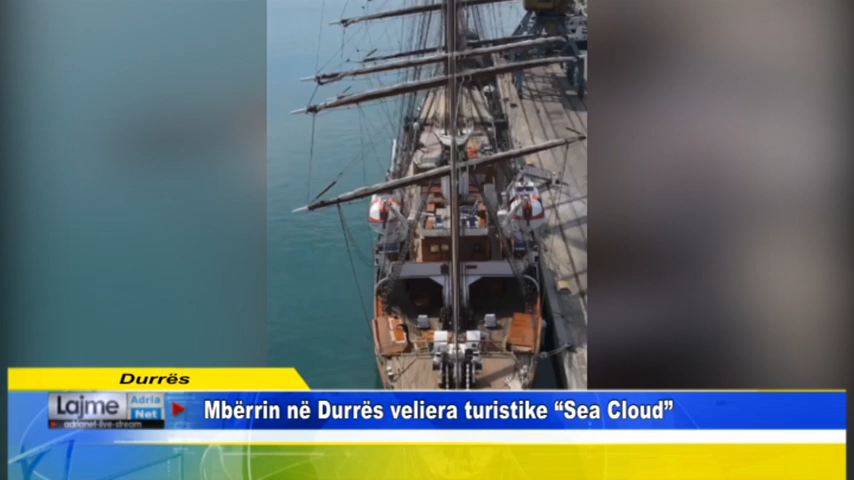 Durrës
Lajme Adria Net
adrianet-live-stream
Mbërrin në Durrës veliera turistike “Sea Cloud”